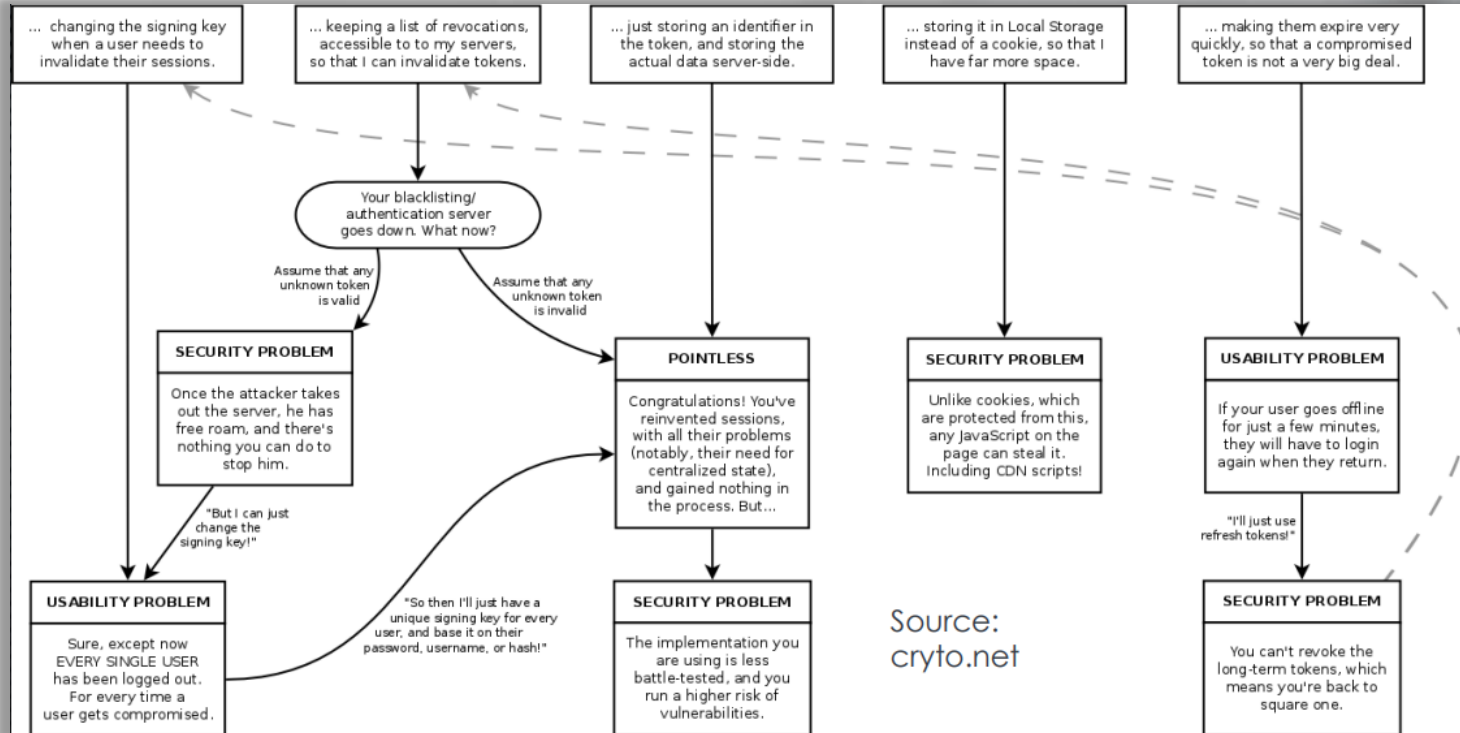 ... changing the signing key
when a user needs to
invalidate their sessions.
... keeping a list of revocations,
accessible to to my servers,
so that I can invalidate tokens.
... just storing an identifier in
the token, and storing the
actual data server-side.
... storing it in Local Storage
instead of a cookie, so that I
have far more space.
... making them expire very
quickly, so that a compromised
token is not a very big deal.
Your blacklisting/
authentication server
goes down. What now?
Assume that any
unknown token
is valid
Assume that any
unknown token
is invalid
SECURITY PROBLEM
Once the attacker takes
out the server, he has
free roam, and there's
nothing you can do to
stop him.
POINTLESS
Congratulations! You've
reinvented sessions,
with all their problems
(notably, their need for
centralized state),
and gained nothing in
the process. But...
SECURITY PROBLEM
Unlike cookies, which
are protected from this,
any JavaScript on the
page can steal it.
Including CDN scripts!
USABILITY PROBLEM
If your user goes offline
for just a few minutes,
they will have to login
again when they return.
"But I can just
change the
signing key!"
"I'll just use
refresh tokens!"
USABILITY PROBLEM
Sure, except now
EVERY SINGLE USER
has been logged out.
For every time a
user gets compromised.
"So then I'll just have a
unique signing key for every
user, and base it on their
password, username, or hash!"
SECURITY PROBLEM
The implementation you
are using is less
battle-tested, and you
run a higher risk of
vulnerabilities.
Source:
cryto.net
SECURITY PROBLEM
You can't revoke the
long-term tokens, which
means you're back to
square one.